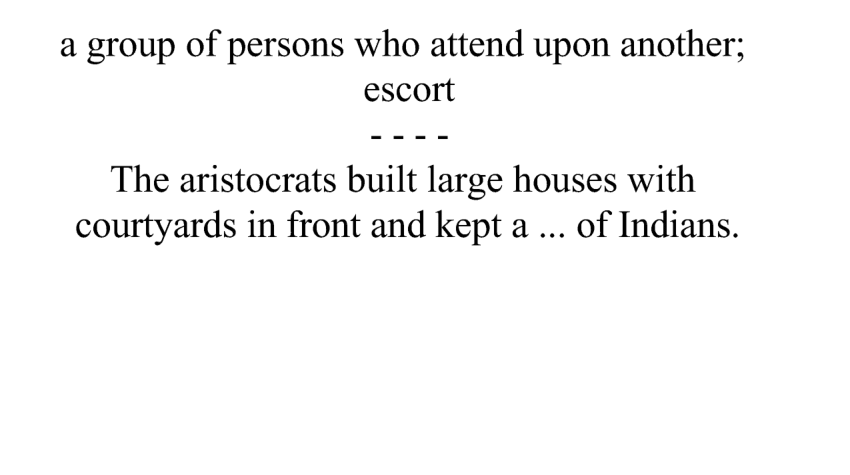 a group of persons who attend upon another;
escort
- - - -
The aristocrats built large houses with
courtyards in front and kept a ... of Indians.